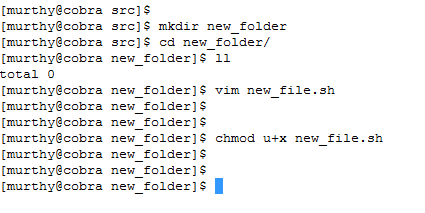 [murthy@cobra src]$
[murthy@cobra src]$ mkdir new_folder
[murthy@cobra src]$ cd new_folder/
[murthy@cobra new_folder]$ ll
total 0
[murthy@cobra new_folder]$ vim new_file.sh
[murthy@cobra new_folder]$
[murthy@cobra new_folder]$
[murthy@cobra new_folder]$ chmod u+x new_file.sh
[murthy@cobra new_folder]$
[murthy@cobra new_folder]$
[murthy@cobra new_folder]$